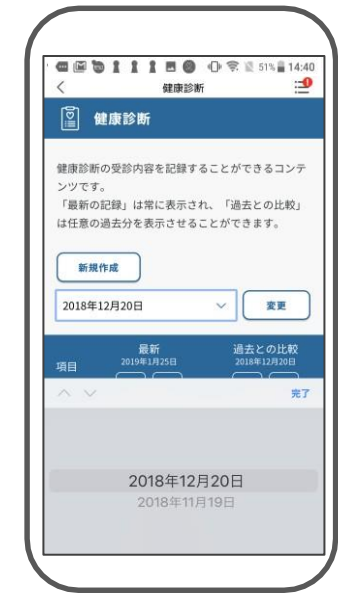 51% 14:40
健康診断
健康診断
健康診断の受診内容を記録することができるコンテ
ンツです。
「最新の記録」は常に表示され、「過去との比較」
は任意の過去分を表示させることができます。
新規作成
2018年12月20日
変更
最新 過去との比較
項目 2019年1月25日 2018年12月20日
完了
2018年12月20日
2018年11月19日